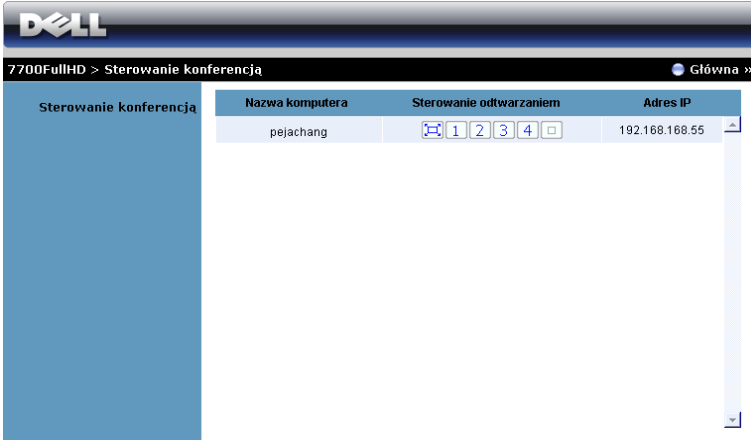 DELL
7700FullHD > Sterowanie konferencją
Główna »
Sterowanie konferencją
Nazwa komputera Sterowanie odtwarzaniem Adres IP
pejachang 1 2 3 4 192.168.168.55